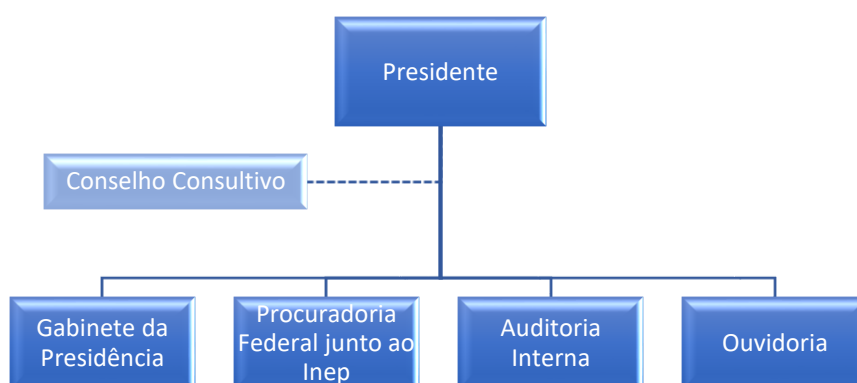 Presidente
Conselho Consultivo
Gabinete da
Presidência
Procuradoria
Federal junto ao
Inep
Auditoria
Interna
Ouvidoria